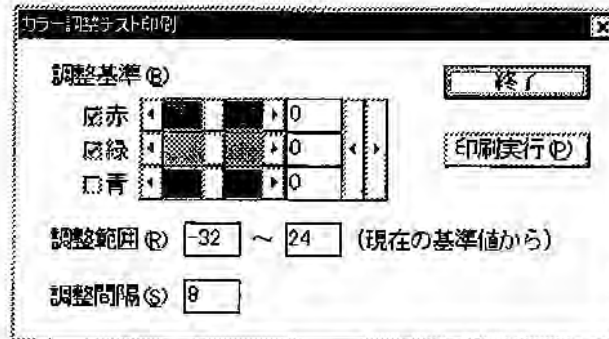 カラー調整テスト印刷
調整基準(B)
終了
赤 0
緑 0
印刷実行(P)
青 0
調整範囲(R) -32 ～ 24 (現在の基準値から)
調整間隔(S) 8